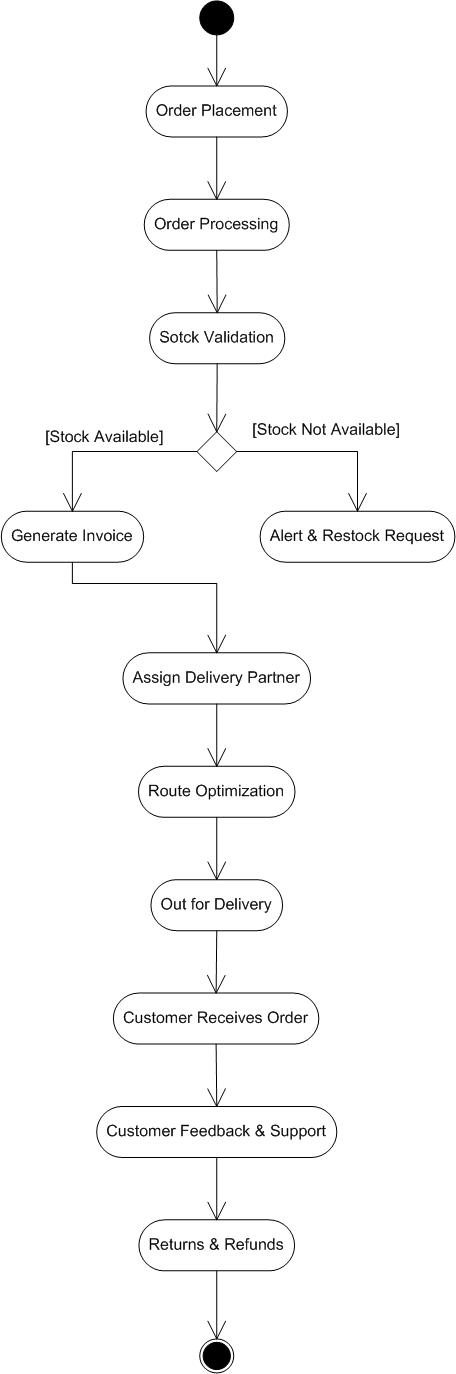 Order Placement
Order Processing
Sotck Validation
[Stock Available]
[Stock Not Available]
Generate Invoice
Alert & Restock Request
Assign Delivery Partner
Route Optimization
Out for Delivery
Customer Receives Order
Customer Feedback & Support
Returns & Refunds